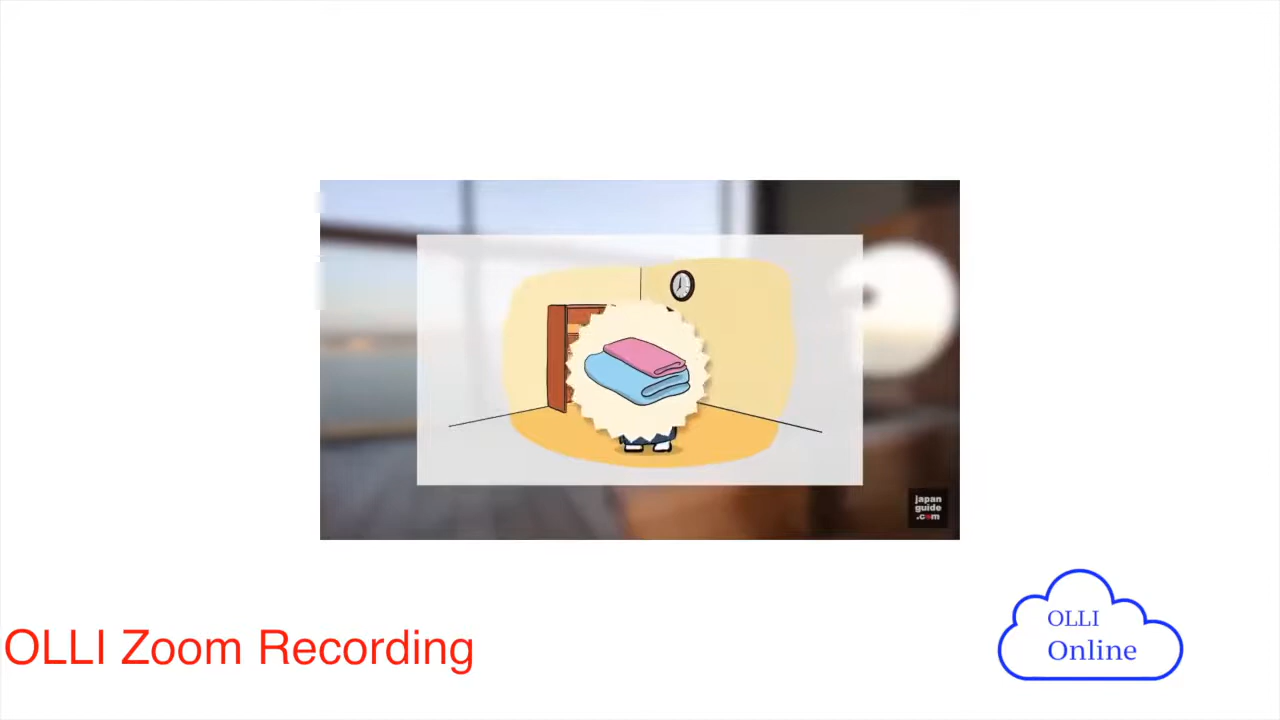 japan
guide
.com
OLLI Zoom Recording
OLLI
Online